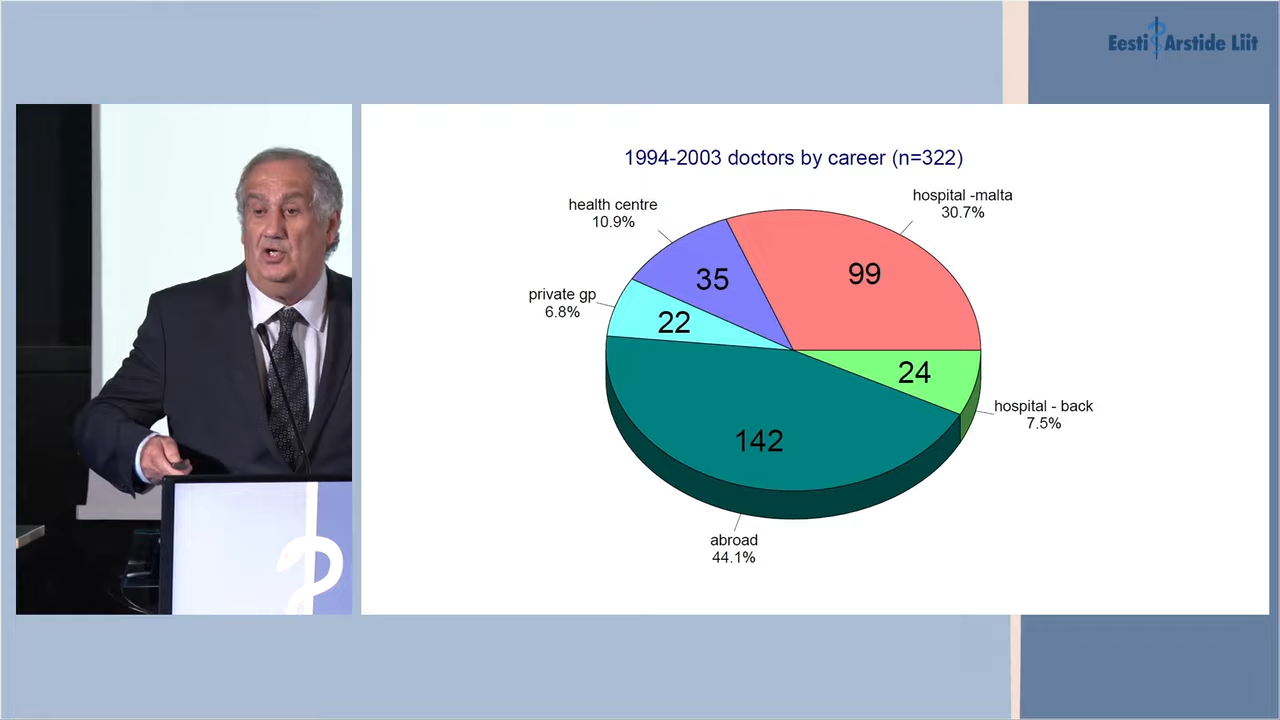 Eesti Arstide Liit
1994-2003 doctors by career (n=322)
hospital -malta
30.7%
health centre
10.9%
99
35
private gp
6.8%
22
24
hospital - back
7.5%
142
abroad
44.1%